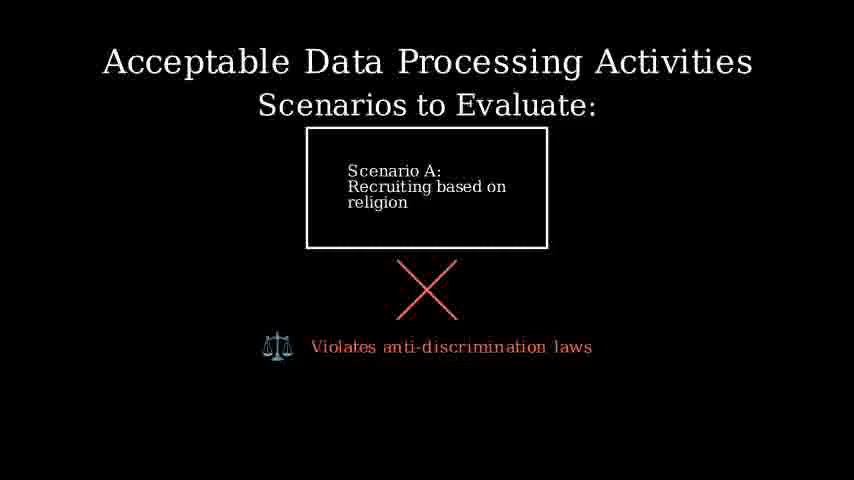 Acceptable Data Processing Activities
Scenarios to Evaluate:
Scenario A:
Recruiting based on
religion
Violates anti-discrimination laws